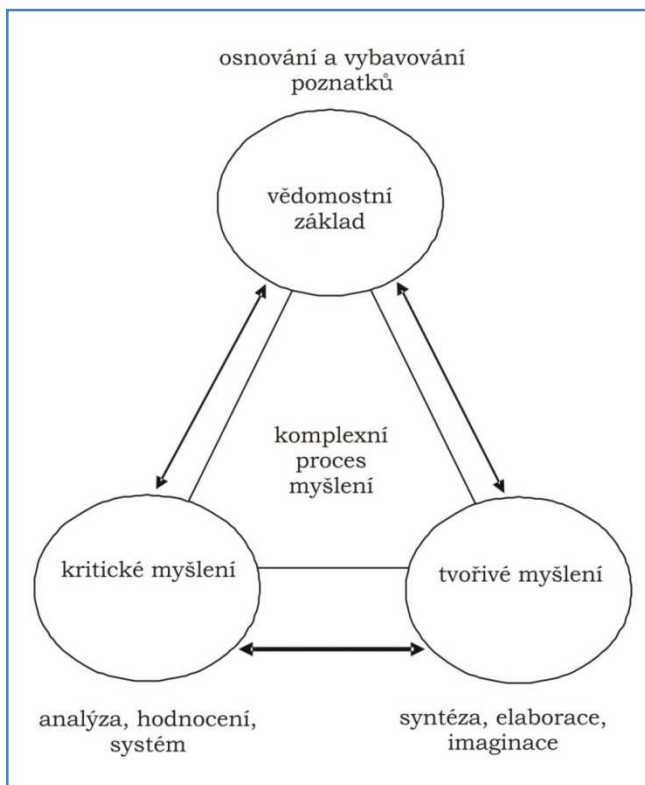 osnování a vybavování
poznatků
vědomostní
základ
komplexní
proces
myšlení
kritické myšlení
tvořivé myšlení
analýza, hodnocení,
systém
syntéza, elaborace,
imaginace